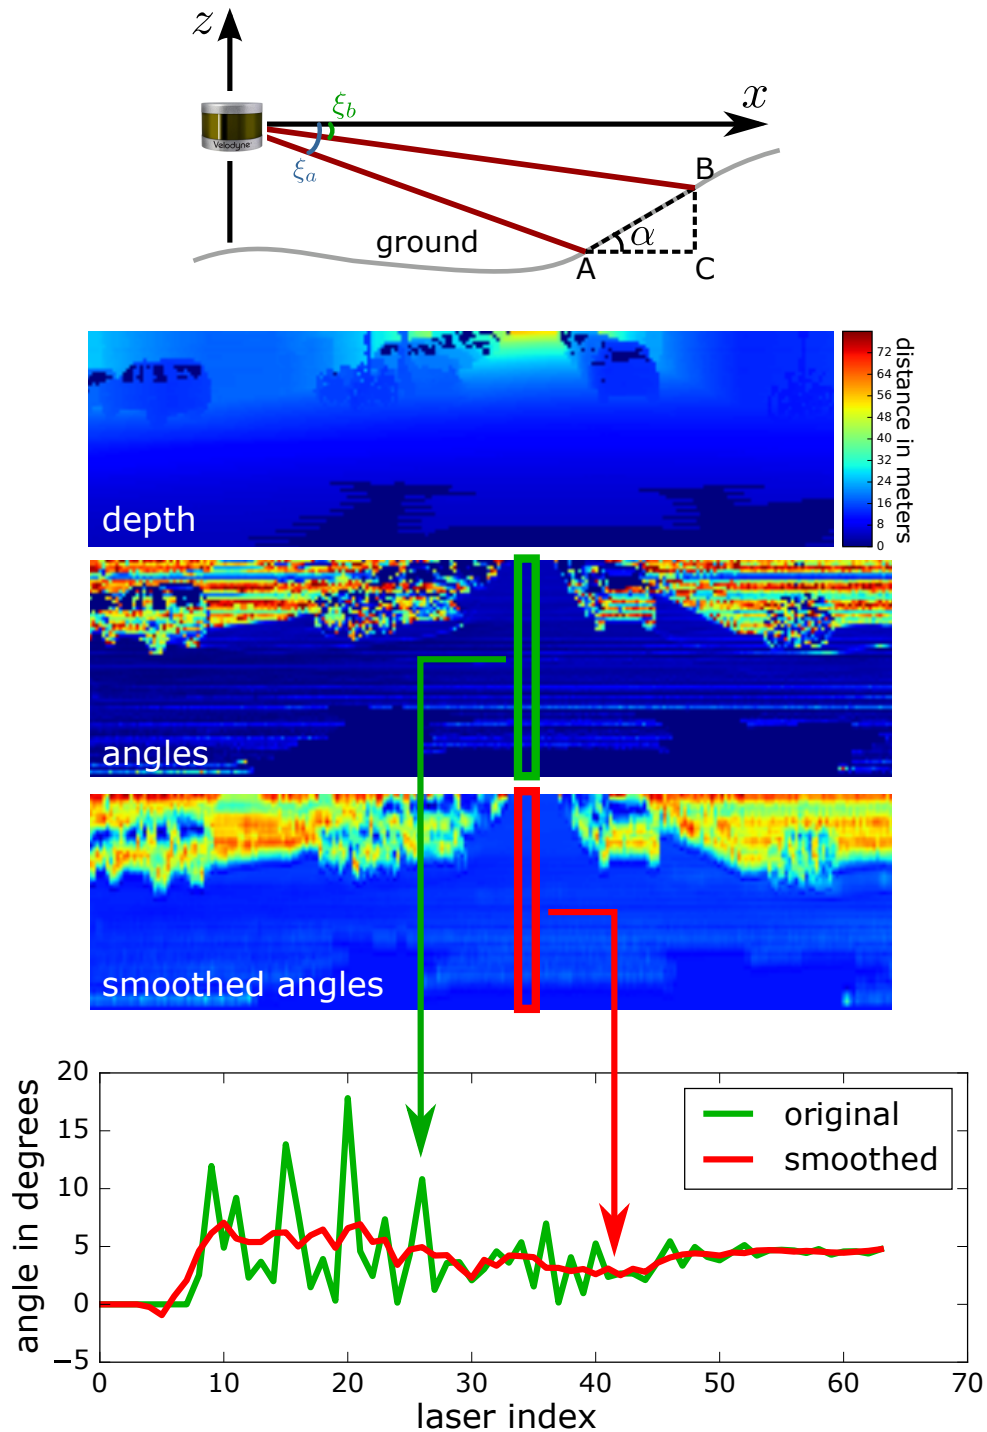 z
x
ξb
Velodyne
ξa
B
ground
α
A
C
depth
72
64
56
48
40
32
24
16
8
0
distance in meters
angles
smoothed angles
20
15
10
5
0
−5
angle in degrees
original
smoothed
0 10 20 30 40 50 60 70
laser index